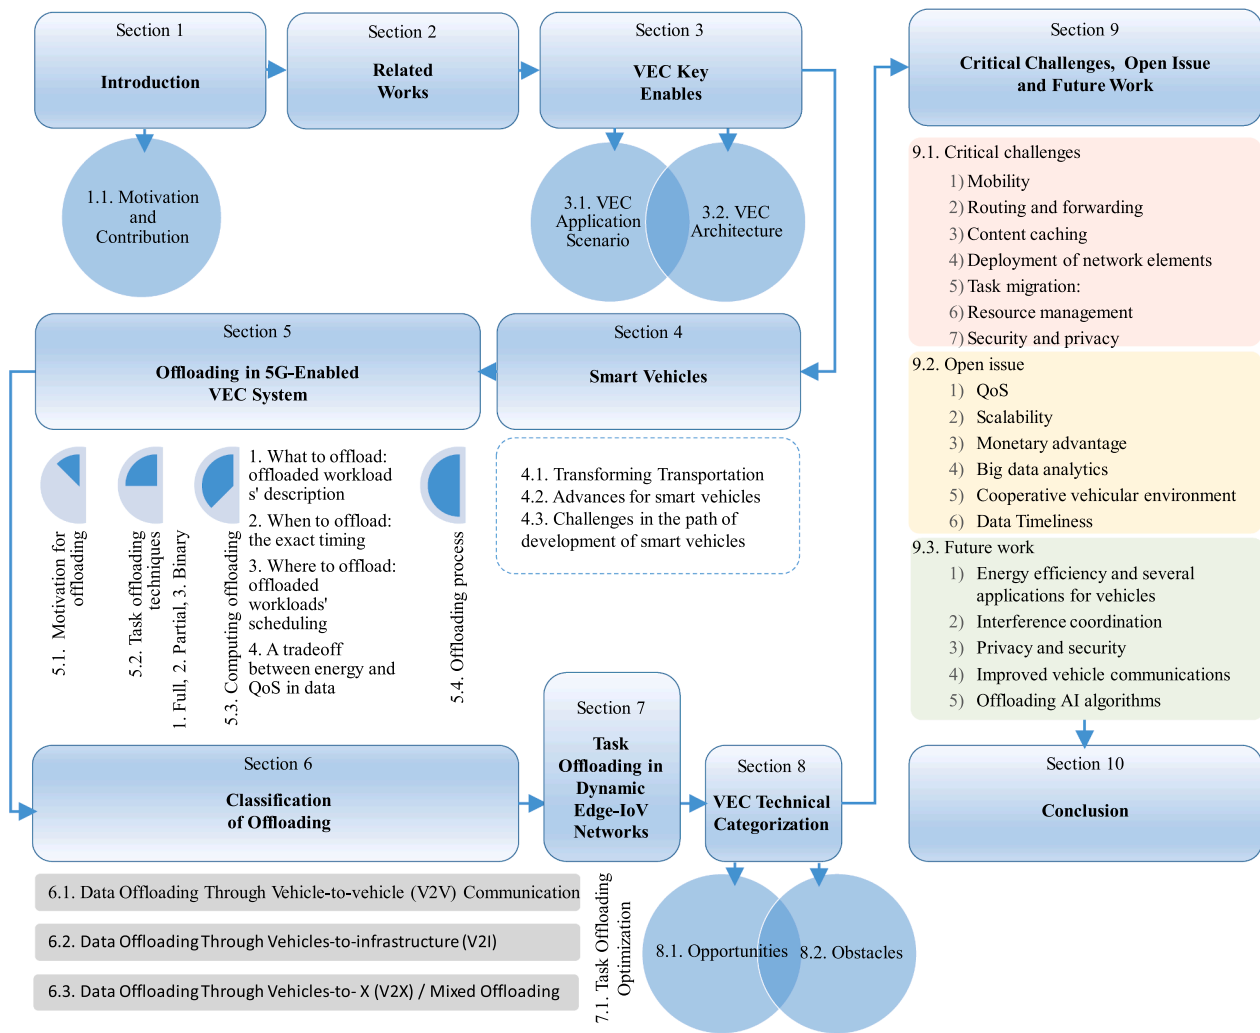 Section 1
Introduction
1.1. Motivation
and
Contribution
Section 2
Related
Works
Section 3
VEC Key
Enables
3.1. VEC
Application
Scenario
3.2. VEC
Architecture
Section 4
Smart Vehicles
4.1. Transforming Transportation
4.2. Advances for smart vehicles
4.3. Challenges in the path of
development of smart vehicles
Section 5
Offloading in 5G-Enabled
VEC System
5.1. Motivation for
offloading
5.2. Task offloading
techniques
1. Full, 2. Partial, 3. Binary
5.3. Computing offloading
1. What to offload:
offloaded workload
s' description
2. When to offload:
the exact timing
3. Where to offload:
offloaded
workloads'
scheduling
4. A tradeoff
between energy and
QoS in data
5.4. Offloading process
Section 6
Classification
of Offloading
6.1. Data Offloading Through Vehicle-to-vehicle (V2V) Communication
6.2. Data Offloading Through Vehicles-to-infrastructure (V2I)
6.3. Data Offloading Through Vehicles-to- X (V2X) / Mixed Offloading
Section 7
Task
Offloading in
Dynamic
Edge-IoV
Networks
7.1. Task Offloading
Optimization
Section 8
VEC Technical
Categorization
8.1. Opportunities
8.2. Obstacles
Section 9
Critical Challenges, Open Issue
and Future Work
9.1. Critical challenges
1) Mobility
2) Routing and forwarding
3) Content caching
4) Deployment of network elements
5) Task migration:
6) Resource management
7) Security and privacy
9.2. Open issue
1) QoS
2) Scalability
3) Monetary advantage
4) Big data analytics
5) Cooperative vehicular environment
6) Data Timeliness
9.3. Future work
1) Energy efficiency and several
applications for vehicles
2) Interference coordination
3) Privacy and security
4) Improved vehicle communications
5) Offloading AI algorithms
Section 10
Conclusion